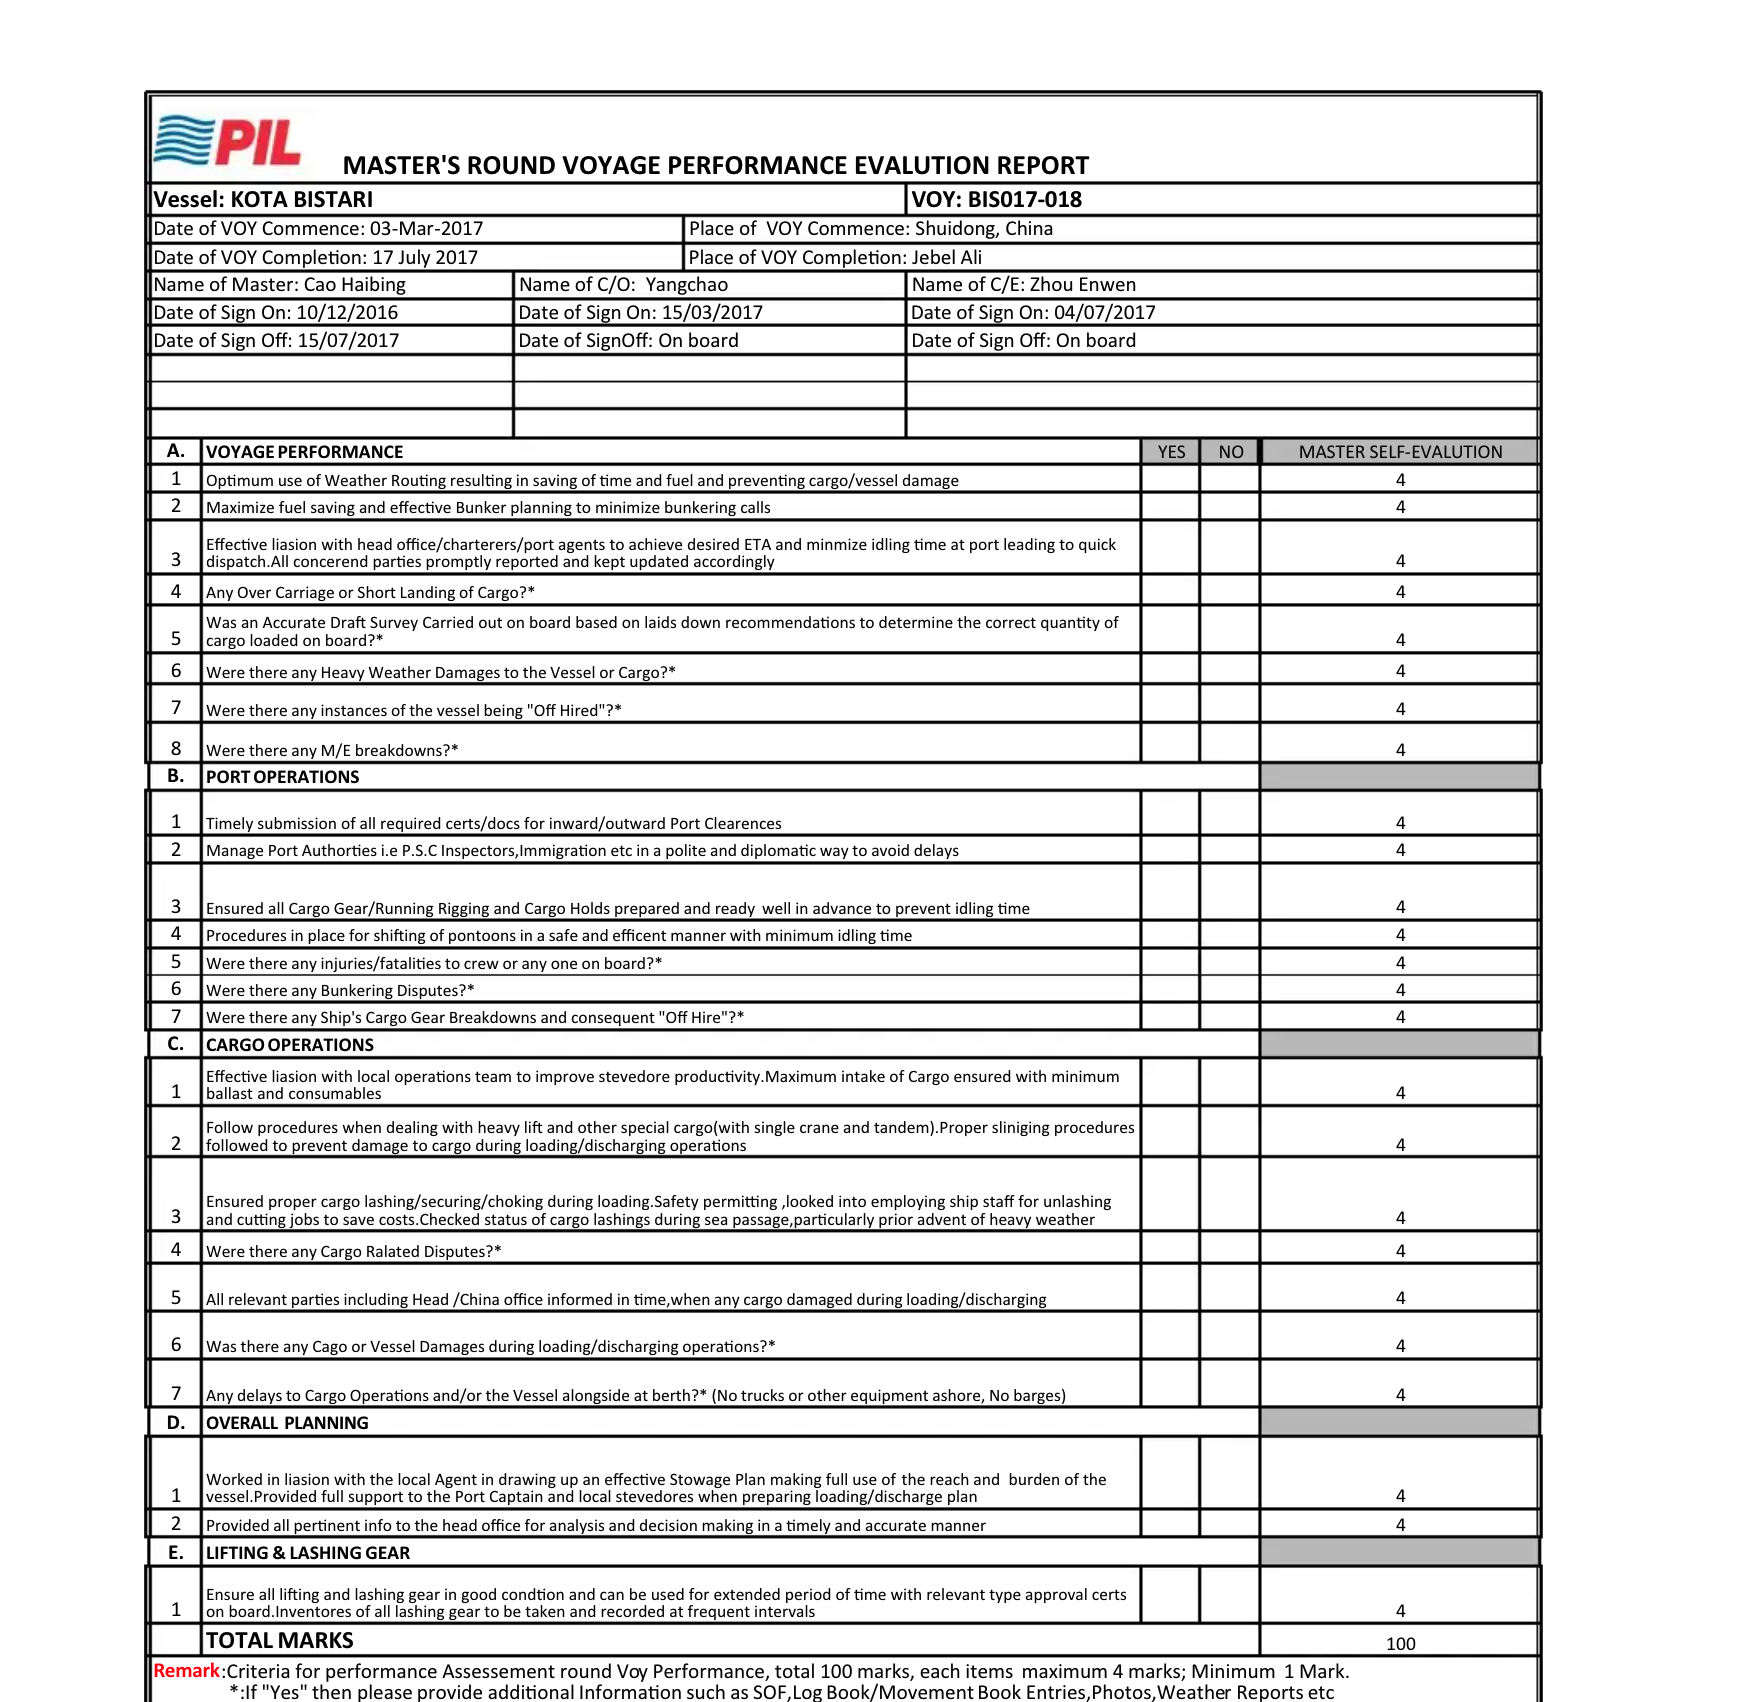 PIL
MASTER'S ROUND VOYAGE PERFORMANCE EVALUTION REPORT
Vessel: KOTA BISTARI VOY: BIS017-018
Date of VOY Commence: 03-Mar-2017 Place of VOY Commence: Shuidong, China
Date of VOY Completion: 17 July 2017 Place of VOY Completion: Jebel Ali
Name of Master: Cao Haibing Name of C/O: Yangchao Name of C/E: Zhou Enwen
Date of Sign On: 10/12/2016 Date of Sign On: 15/03/2017 Date of Sign On: 04/07/2017
Date of Sign Off: 15/07/2017 Date of SignOff: On board Date of Sign Off: On board
A. VOYAGE PERFORMANCE YES NO MASTER SELF-EVALUTION
1 Optimum use of Weather Routing resulting in saving of time and fuel and preventing cargo/vessel damage 4
2 Maximize fuel saving and effective Bunker planning to minimize bunkering calls 4
Effective liasion with head office/charterers/port agents to achieve desired ETA and minmize idling time at port leading to quick
3 dispatch.All concerend parties promptly reported and kept updated accordingly 4
4 Any Over Carriage or Short Landing of Cargo?* 4
Was an Accurate Draft Survey Carried out on board based on laids down recommendations to determine the correct quantity of
5 cargo loaded on board?* 4
6 Were there any Heavy Weather Damages to the Vessel or Cargo?* 4
7 Were there any instances of the vessel being "Off Hired"?* 4
8 Were there any M/E breakdowns?* 4
B. PORT OPERATIONS
1 Timely submission of all required certs/docs for inward/outward Port Clearences 4
2 Manage Port Authorties i.e P.S.C Inspectors,Immigration etc in a polite and diplomatic way to avoid delays 4
3 Ensured all Cargo Gear/Running Rigging and Cargo Holds prepared and ready well in advance to prevent idling time 4
4 Procedures in place for shifting of pontoons in a safe and efficent manner with minimum idling time 4
5 Were there any injuries/fatalities to crew or any one on board?* 4
6 Were there any Bunkering Disputes?* 4
7 Were there any Ship's Cargo Gear Breakdowns and consequent "Off Hire"?* 4
C. CARGO OPERATIONS
Effective liasion with local operations team to improve stevedore productivity.Maximum intake of Cargo ensured with minimum
1 ballast and consumables 4
Follow procedures when dealing with heavy lift and other special cargo(with single crane and tandem).Proper sliniging procedures
2 followed to prevent damage to cargo during loading/discharging operations 4
Ensured proper cargo lashing/securing/choking during loading.Safety permitting ,looked into employing ship staff for unlashing
3 and cutting jobs to save costs.Checked status of cargo lashings during sea passage,particularly prior advent of heavy weather 4
4 Were there any Cargo Ralated Disputes?* 4
5 All relevant parties including Head /China office informed in time,when any cargo damaged during loading/discharging 4
6 Was there any Cago or Vessel Damages during loading/discharging operations?* 4
7 Any delays to Cargo Operations and/or the Vessel alongside at berth?* (No trucks or other equipment ashore, No barges) 4
D. OVERALL PLANNING
Worked in liasion with the local Agent in drawing up an effective Stowage Plan making full use of the reach and burden of the
1 vessel.Provided full support to the Port Captain and local stevedores when preparing loading/discharge plan 4
2 Provided all pertinent info to the head office for analysis and decision making in a timely and accurate manner 4
E. LIFTING & LASHING GEAR
Ensure all lifting and lashing gear in good condtion and can be used for extended period of time with relevant type approval certs
1 on board.Inventores of all lashing gear to be taken and recorded at frequent intervals 4
TOTAL MARKS 100
Remark:Criteria for performance Assessement round Voy Performance, total 100 marks, each items maximum 4 marks; Minimum 1 Mark.
*:If "Yes" then please provide additional Information such as SOF,Log Book/Movement Book Entries,Photos,Weather Reports etc